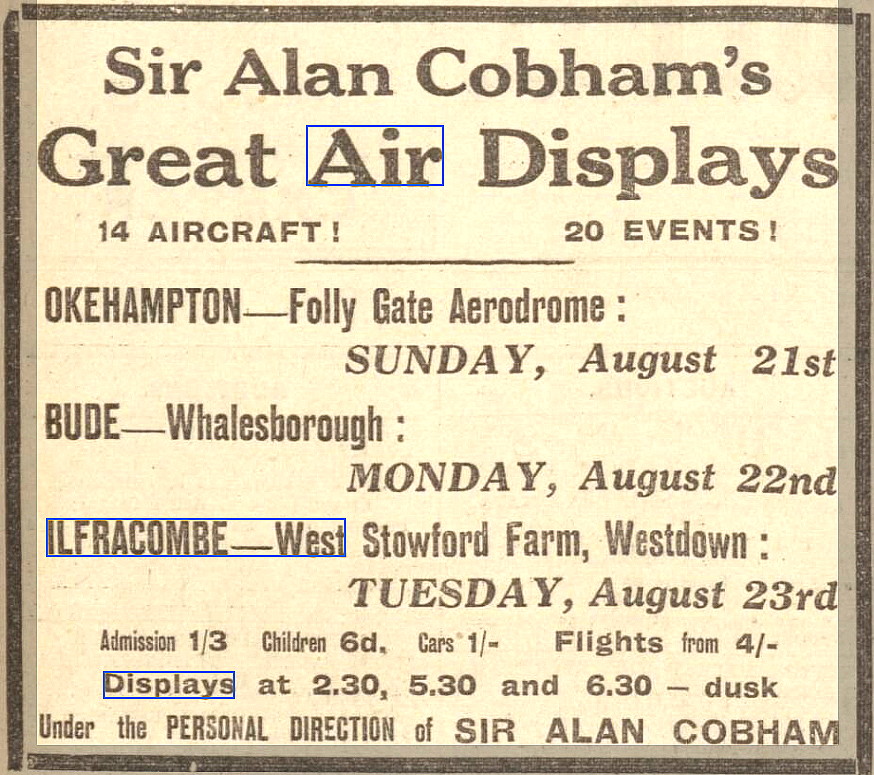 Sir Alan Cobham's
Great Air Displays
14 AIRCRAFT! 20 EVENTS!
OKEHAMPTON—Folly Gate Aerodrome:
SUNDAY, August 21st
BUDE—Whalesborough:
MONDAY, August 22nd
ILFRACOMBE—West Stowford Farm, Westdown:
TUESDAY, August 23rd
Admission 1/3 Children 6d. Cars 1/- Flights from 4/-
Displays at 2.30, 5.30 and 6.30 — dusk
Under the PERSONAL DIRECTION of SIR ALAN COBHAM